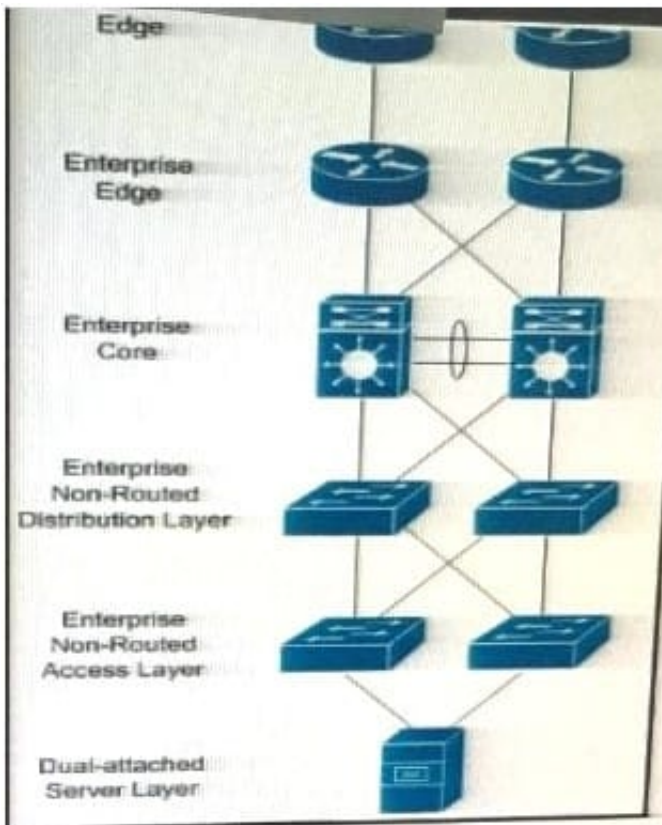 Edge
Enterprise
Edge
Enterprise
Core
Enterprise
Non-Routed
Distribution Layer
Enterprise
Non-Routed
Access Layer
Dual-attached
Server Layer